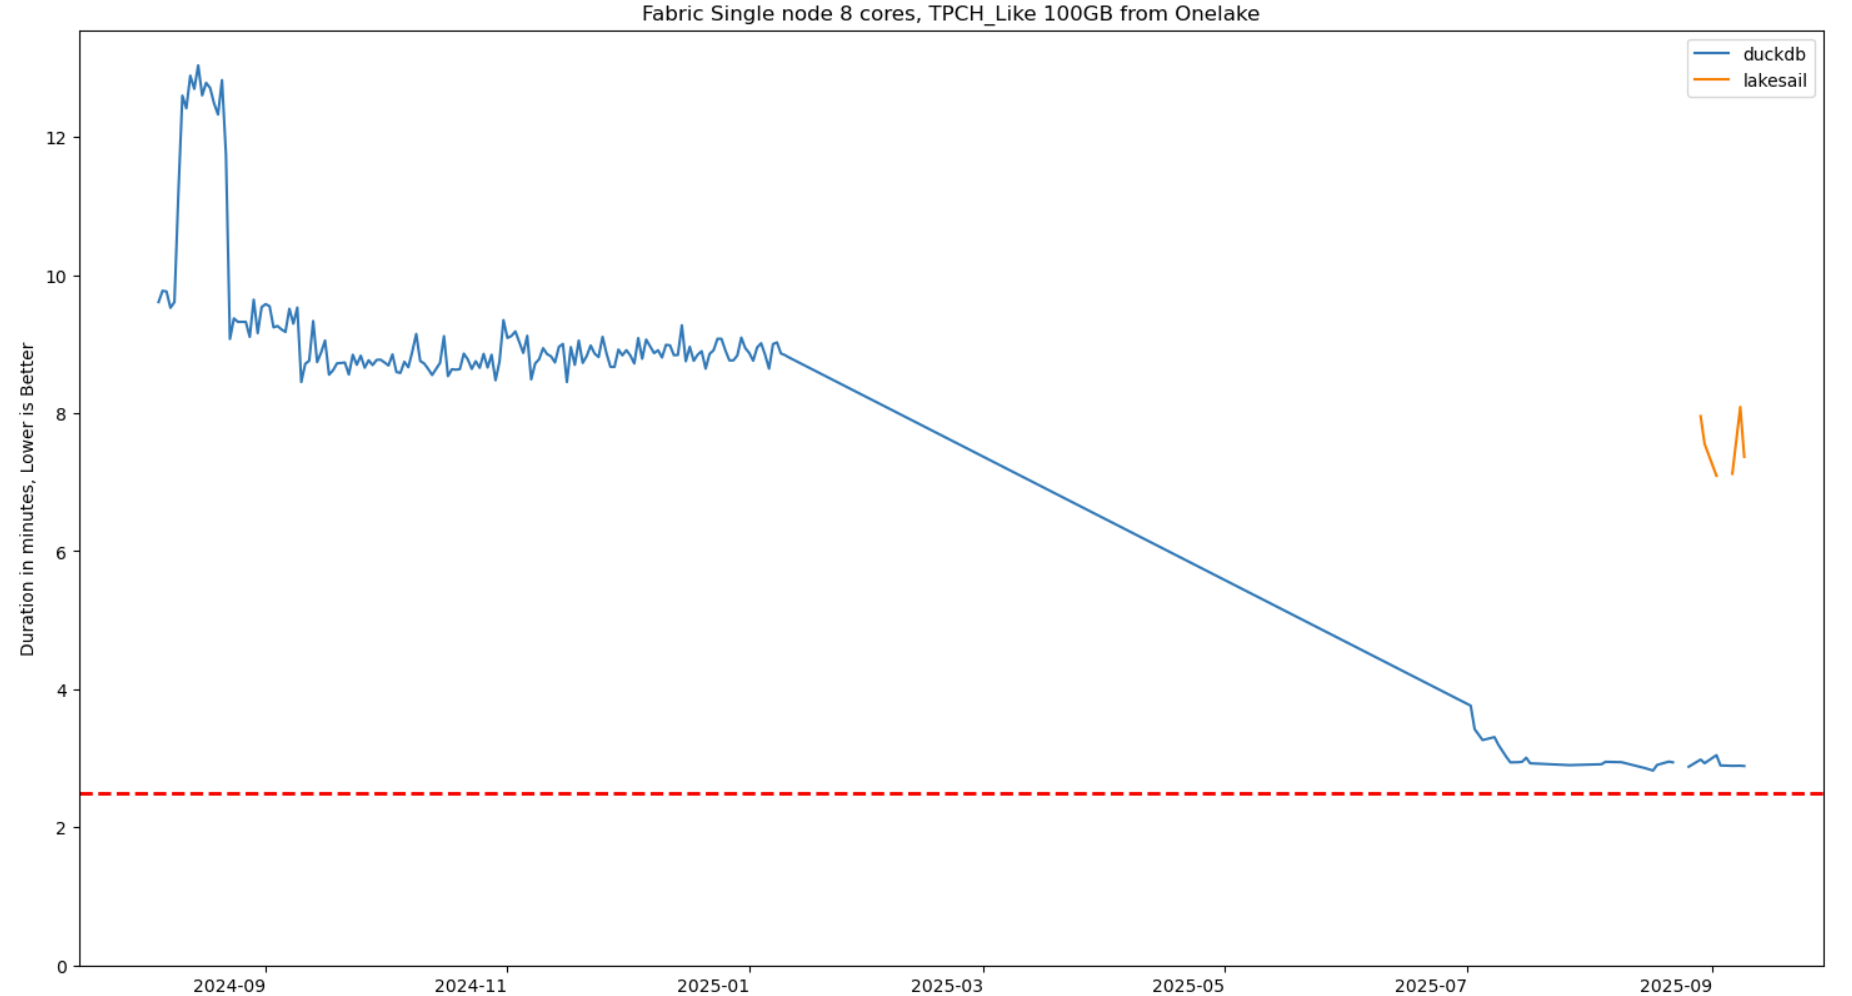 Fabric Single node 8 cores, TPCH_Like 100GB from Onelake
duckdb
lakesail
Duration in minutes, Lower is Better
12
10
8
6
4
2
0
2024-09 2024-11 2025-01 2025-03 2025-05 2025-07 2025-09